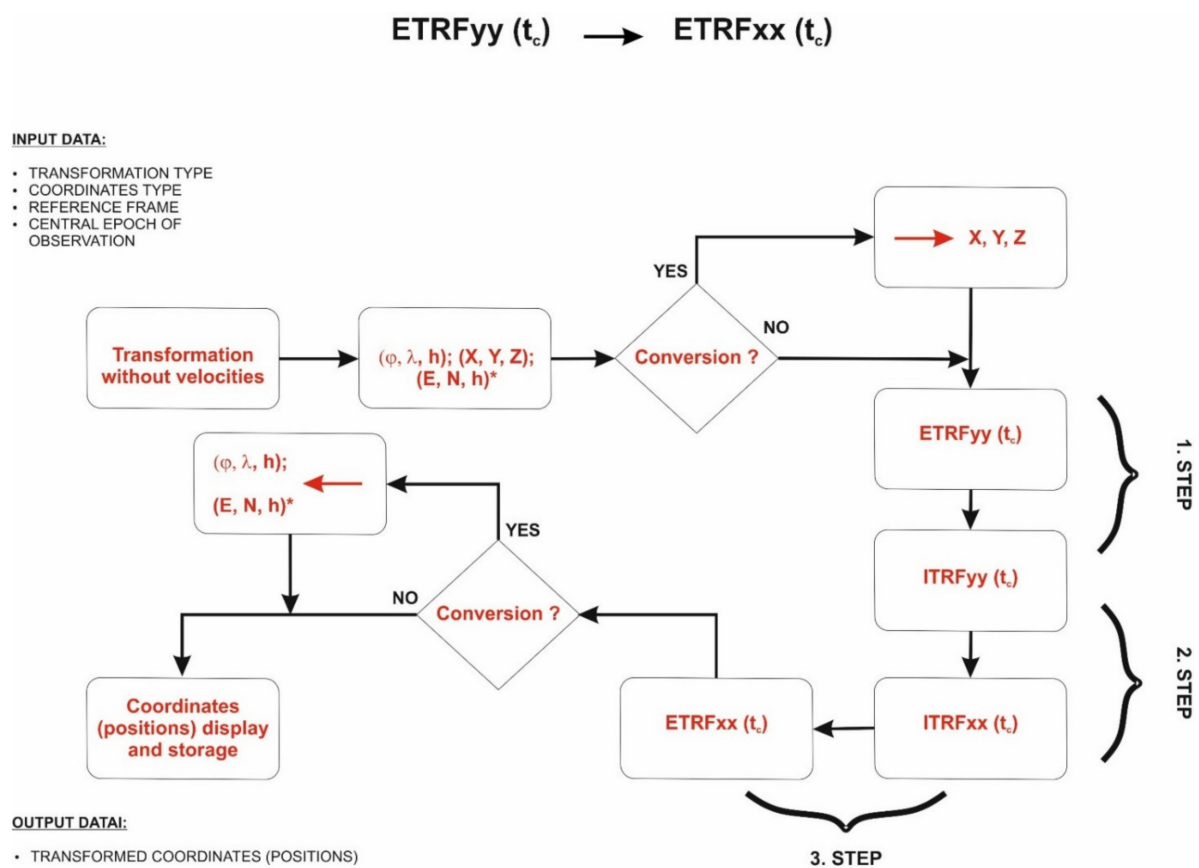 ETRFyy (tc) → ETRFxx (tc)
INPUT DATA:
• TRANSFORMATION TYPE
• COORDINATES TYPE
• REFERENCE FRAME
• CENTRAL EPOCH OF
OBSERVATION
→ X, Y, Z
YES
NO
Transformation
without velocities
(φ, λ, h); (X, Y, Z);
(E, N, h)*
Conversion ?
ETRFyy (tc)
1. STEP
ITRFyy (tc)
2. STEP
ITRFxx (tc)
ETRFxx (tc)
3. STEP
Conversion ?
YES
NO
(φ, λ, h);
(E, N, h)*
←
Coordinates
(positions) display
and storage
OUTPUT DATAI:
• TRANSFORMED COORDINATES (POSITIONS)